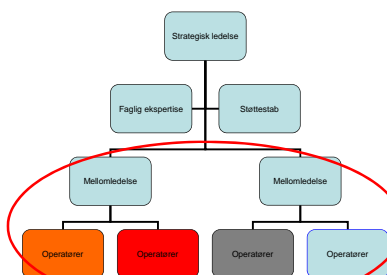 Strategisk ledelse
Faglig ekspertise
Støttestab
Mellomledelse
Mellomledelse
Operatører
Operatører
Operatører
Operatører